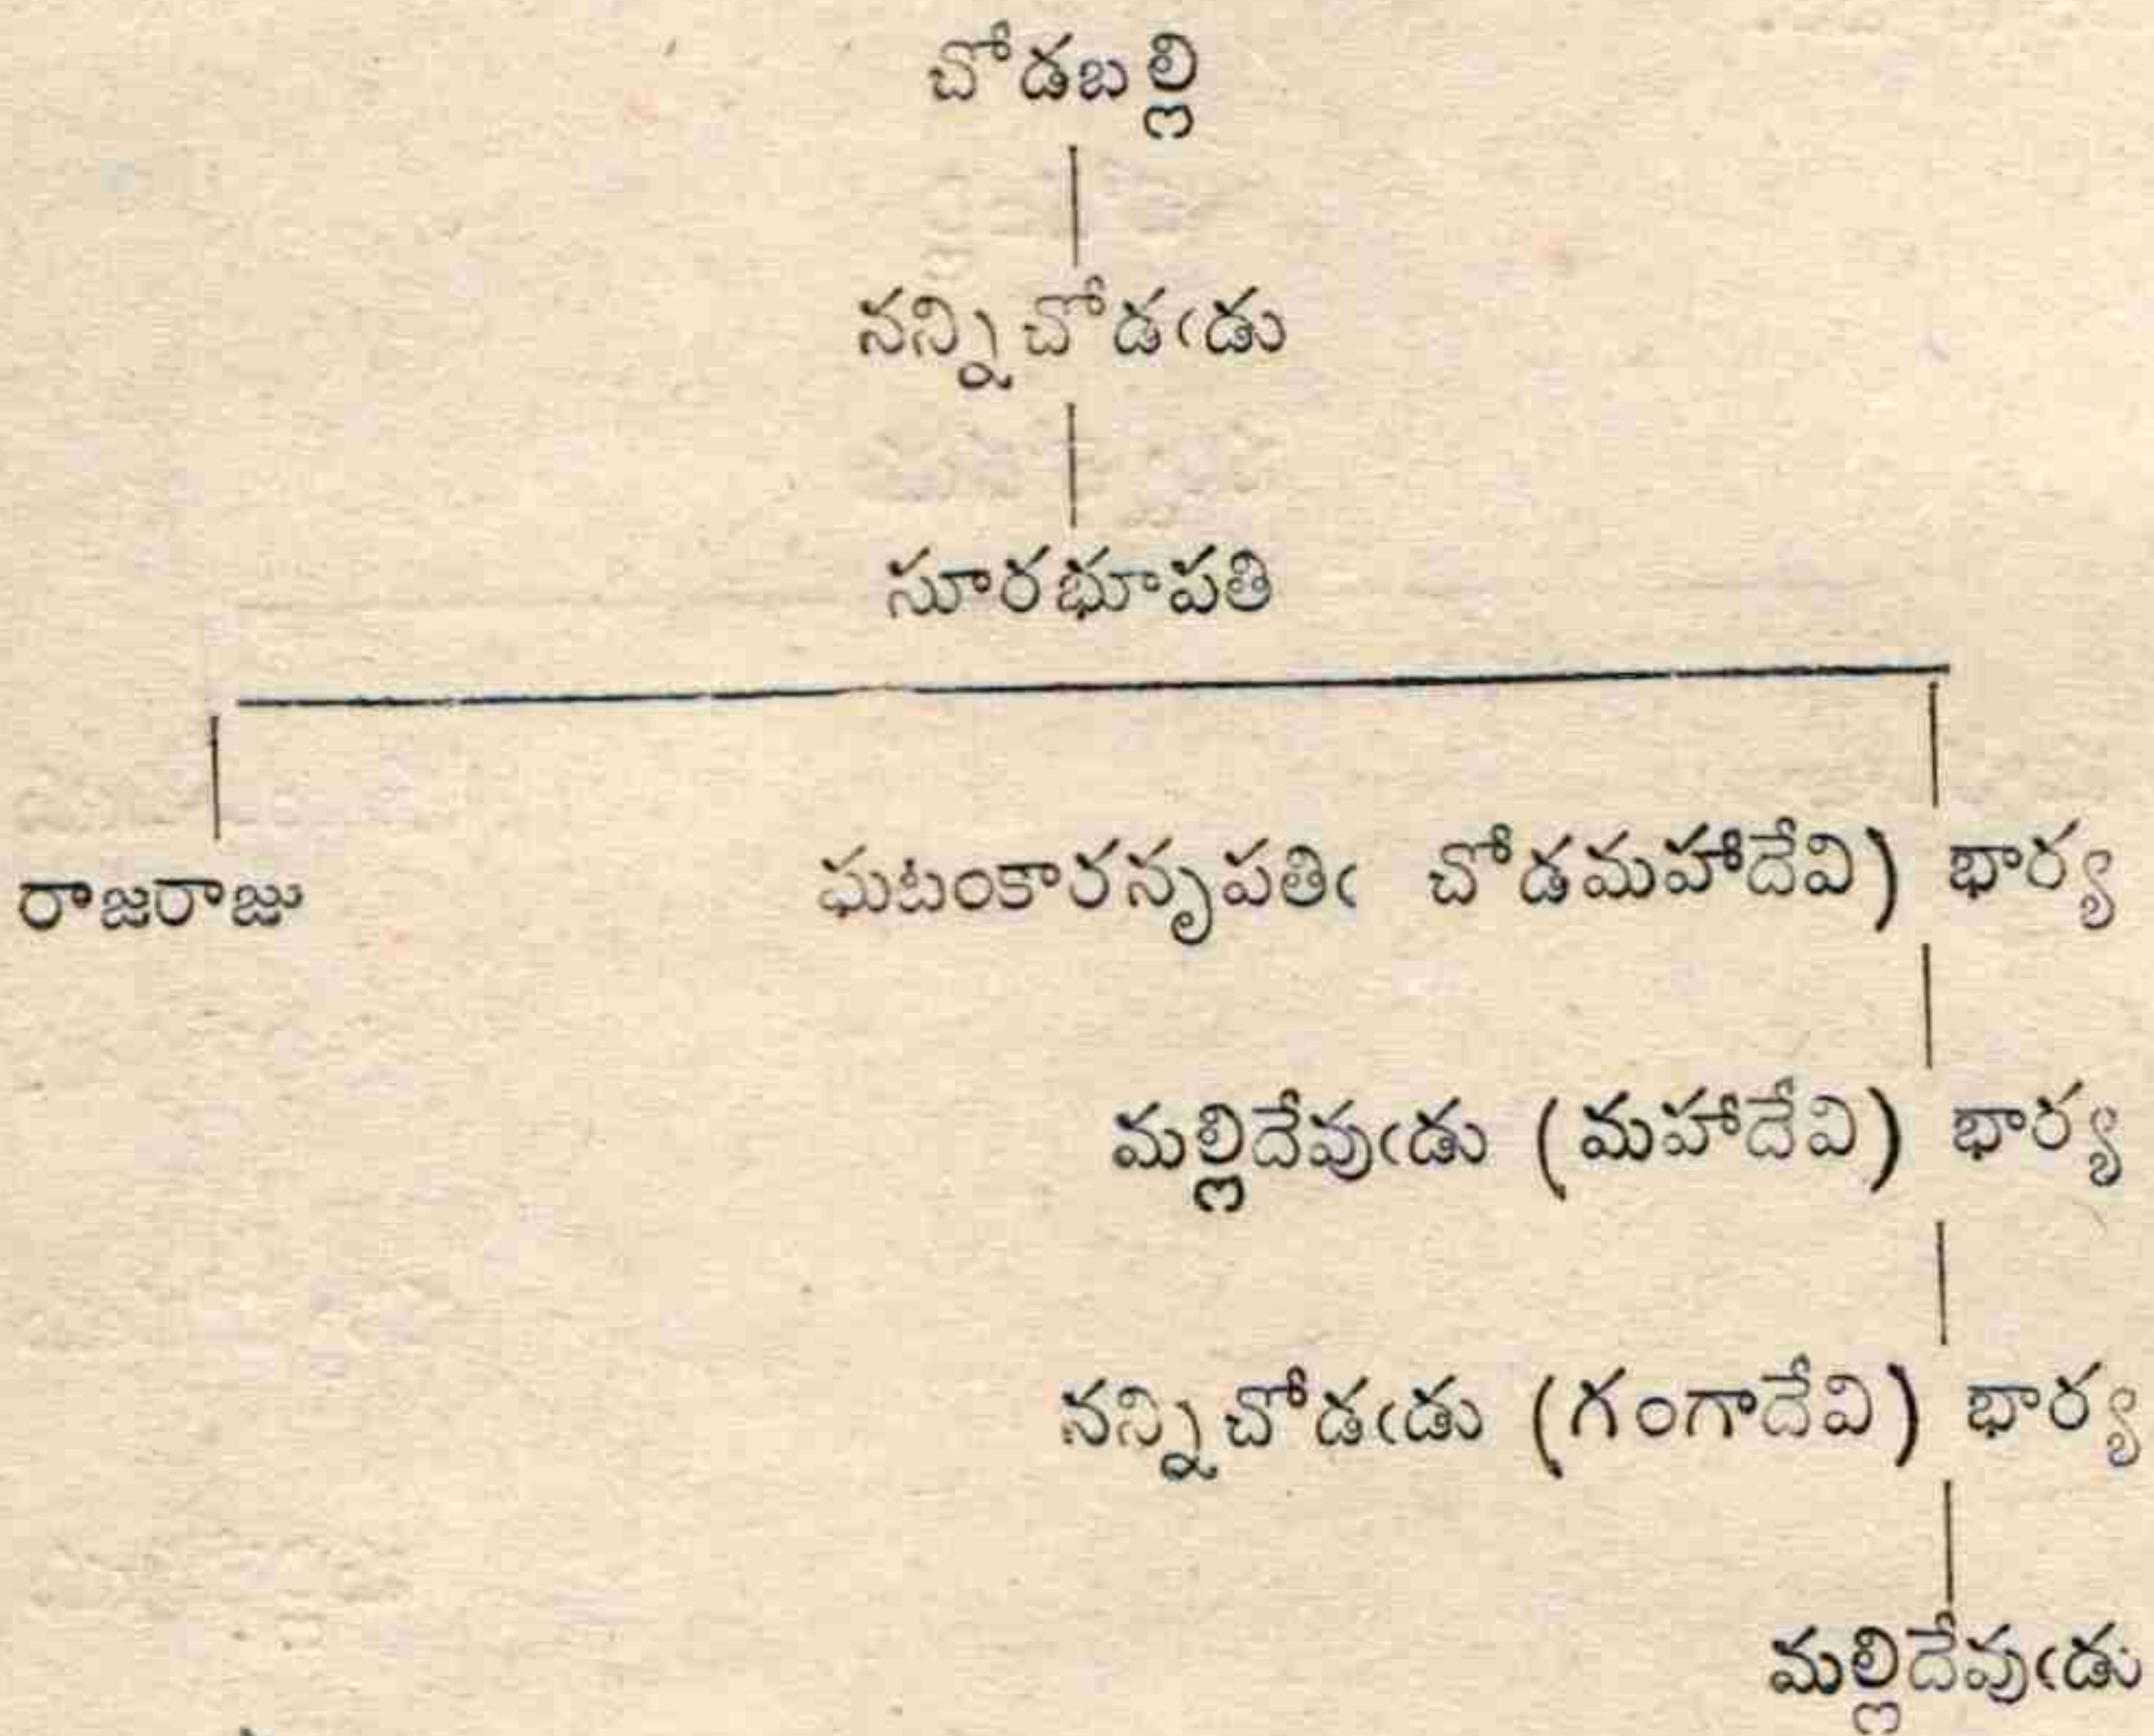 చోడబల్లి
నన్నిచోడఁడు
సూరభూపతి
రాజరాజు ఘటంకారనృపతిఁ చోడమహాదేవి) భార్య
మల్లిదేవుఁడు (మహాదేవి) భార్య
నన్నిచోడఁడు (గంగాదేవి) భార్య
మల్లిదేవుఁడు